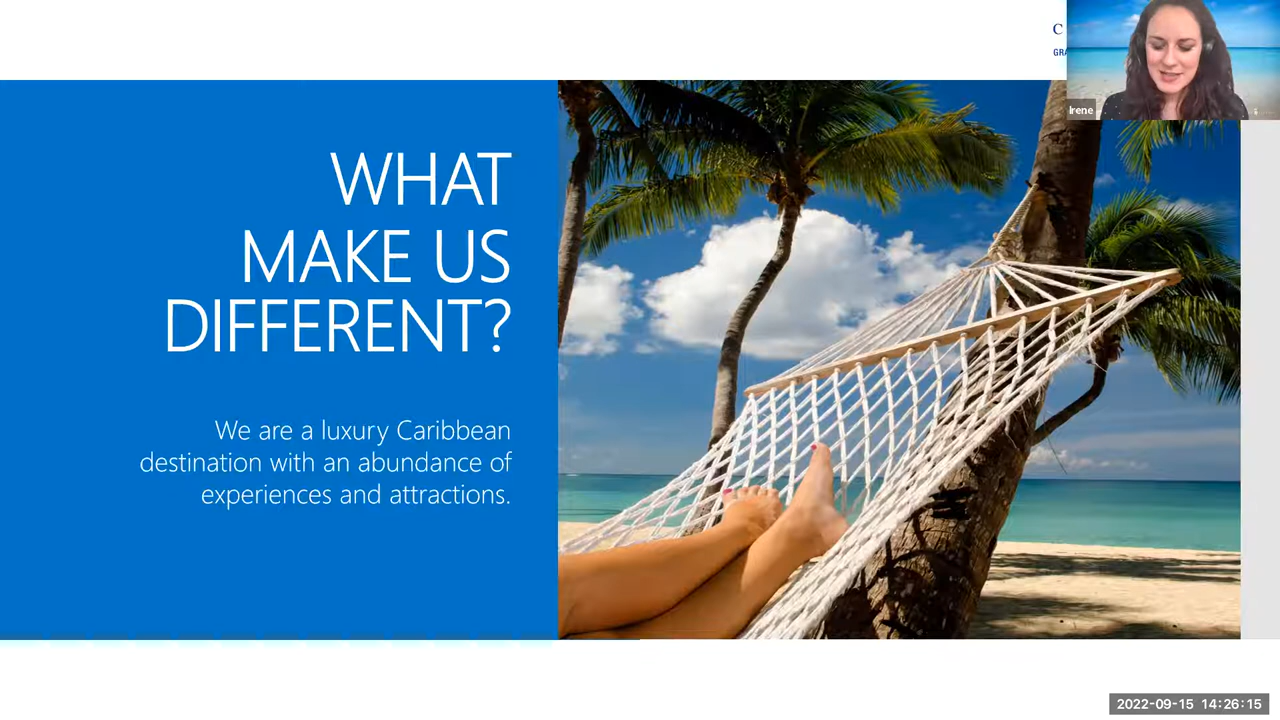 WHAT
MAKE US
DIFFERENT?
We are a luxury Caribbean
destination with an abundance of
experiences and attractions.
Irene
2022-09-15 14:26:15